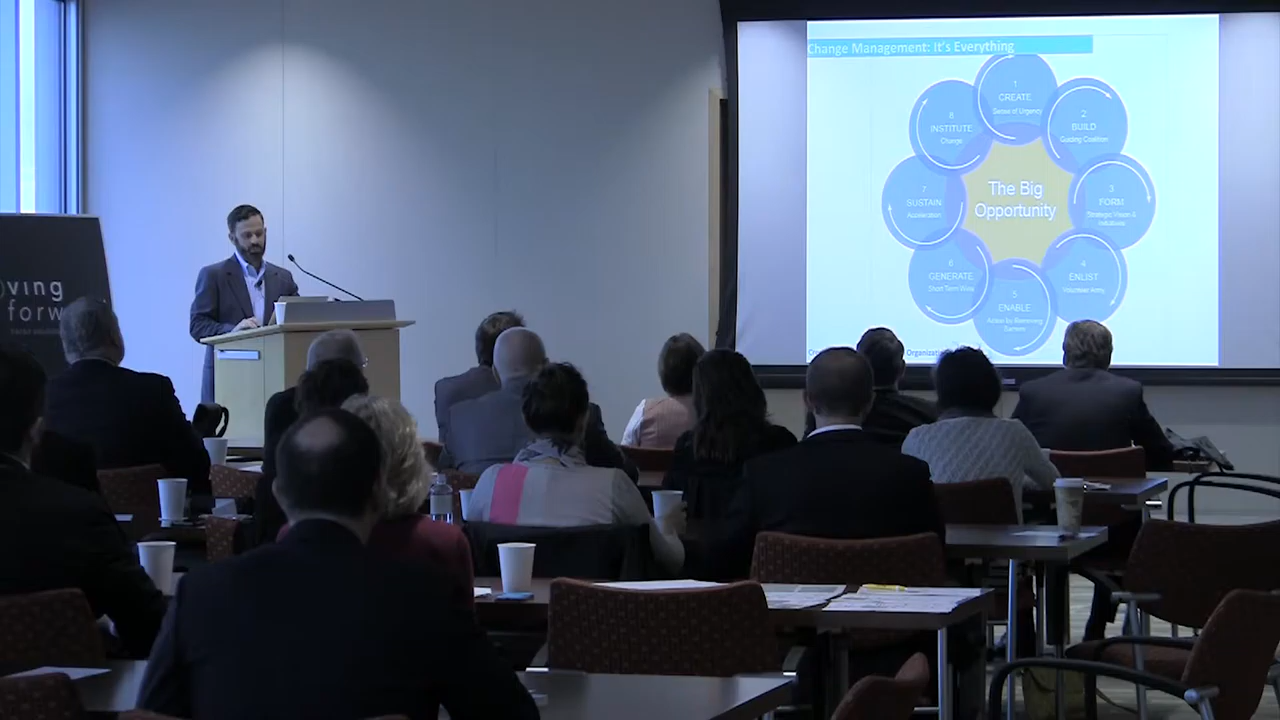 Change Management: It's Everything
1
CREATE
Sense of Urgency
2
BUILD
Guiding Coalition
3
FORM
Strategic Vision &
Initiatives
4
ENLIST
Volunteer Army
5
ENABLE
Action by Removing
Barriers
6
GENERATE
Short Term Wins
7
SUSTAIN
Acceleration
8
INSTITUTE
Change
The Big
Opportunity
ving
forw